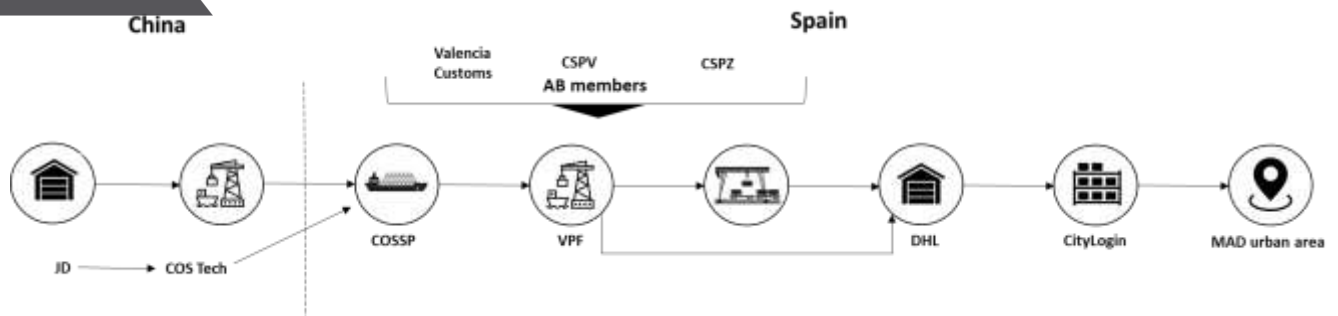 China
Spain
Valencia
Customs
CSPV
CSPZ
AB members
COSSP
VPF
DHL
CityLogin
MAD urban area
JD
COS Tech